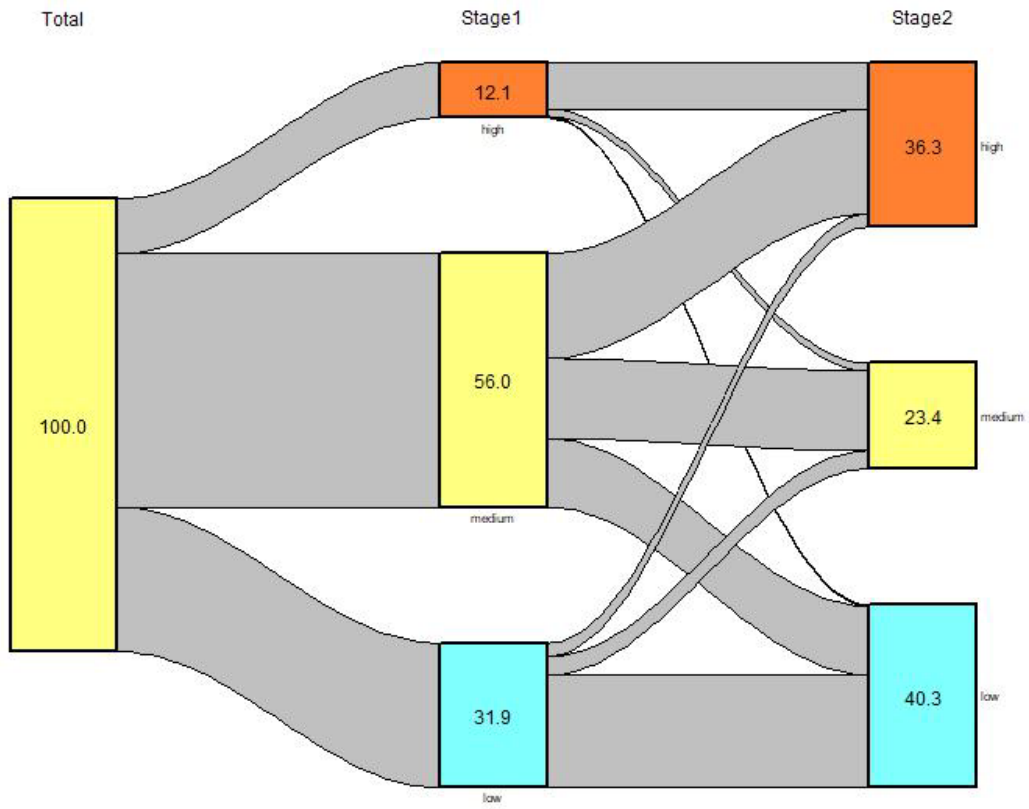 Total
Stage1
Stage2
12.1
high
36.3
high
100.0
56.0
medium
23.4
medium
31.9
low
40.3
low